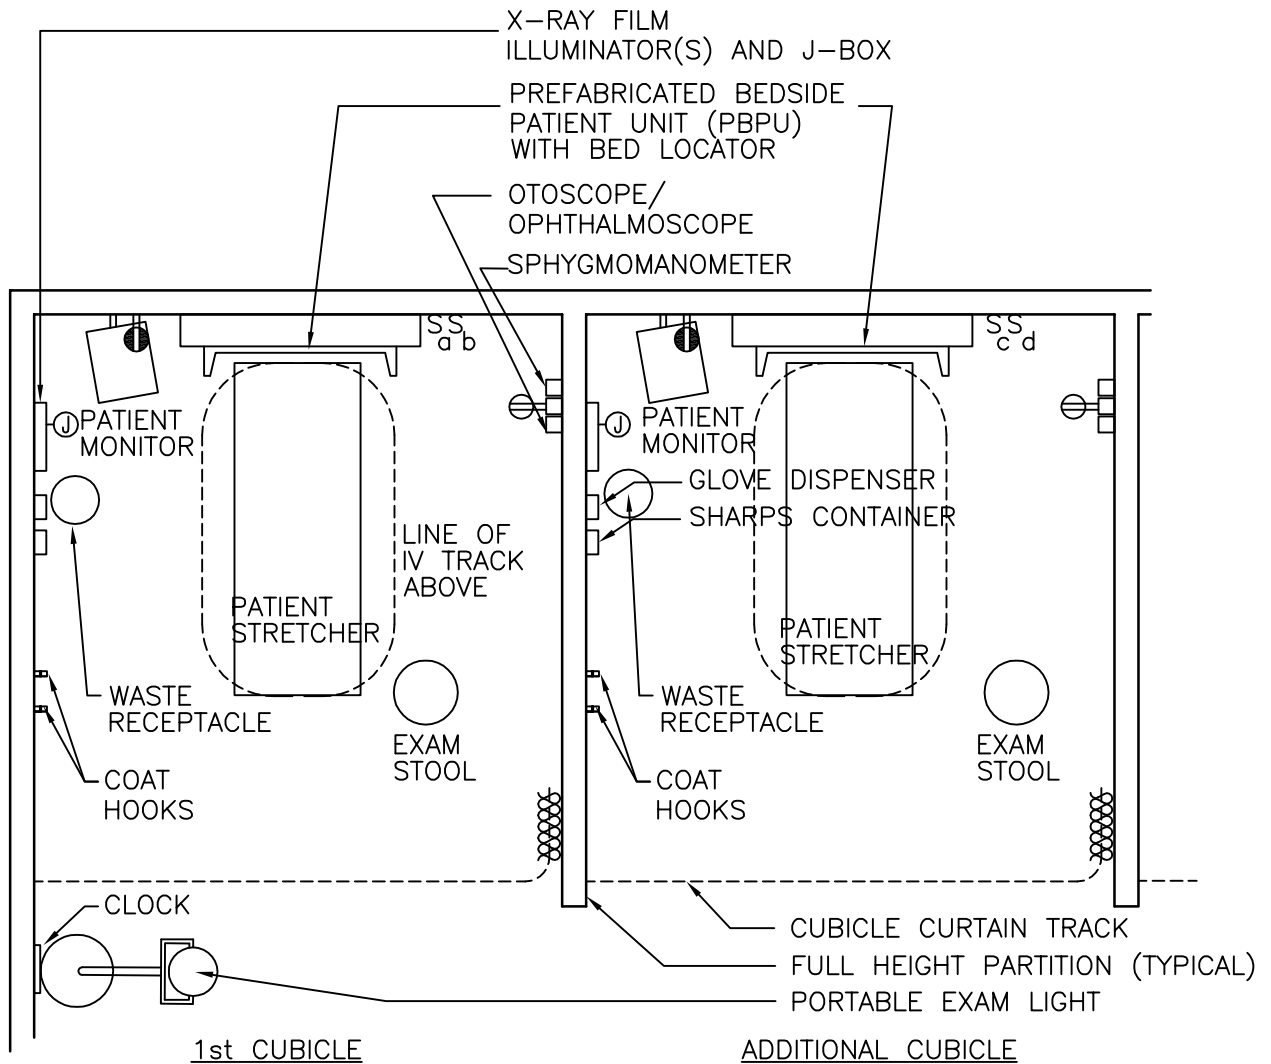 X-RAY FILM
ILLUMINATOR(S) AND J-BOX
PREFABRICATED BEDSIDE
PATIENT UNIT (PBPU)
WITH BED LOCATOR
OTOSCOPE/
OPHTHALMOSCOPE
SPHYGMOMANOMETER
SS
a b
SS
c d
J
PATIENT
MONITOR
J
PATIENT
MONITOR
GLOVE DISPENSER
SHARPS CONTAINER
LINE OF
IV TRACK
ABOVE
PATIENT
STRETCHER
PATIENT
STRETCHER
WASTE
RECEPTACLE
WASTE
RECEPTACLE
EXAM
STOOL
EXAM
STOOL
COAT
HOOKS
COAT
HOOKS
CLOCK
CUBICLE CURTAIN TRACK
FULL HEIGHT PARTITION (TYPICAL)
PORTABLE EXAM LIGHT
1st CUBICLE
ADDITIONAL CUBICLE